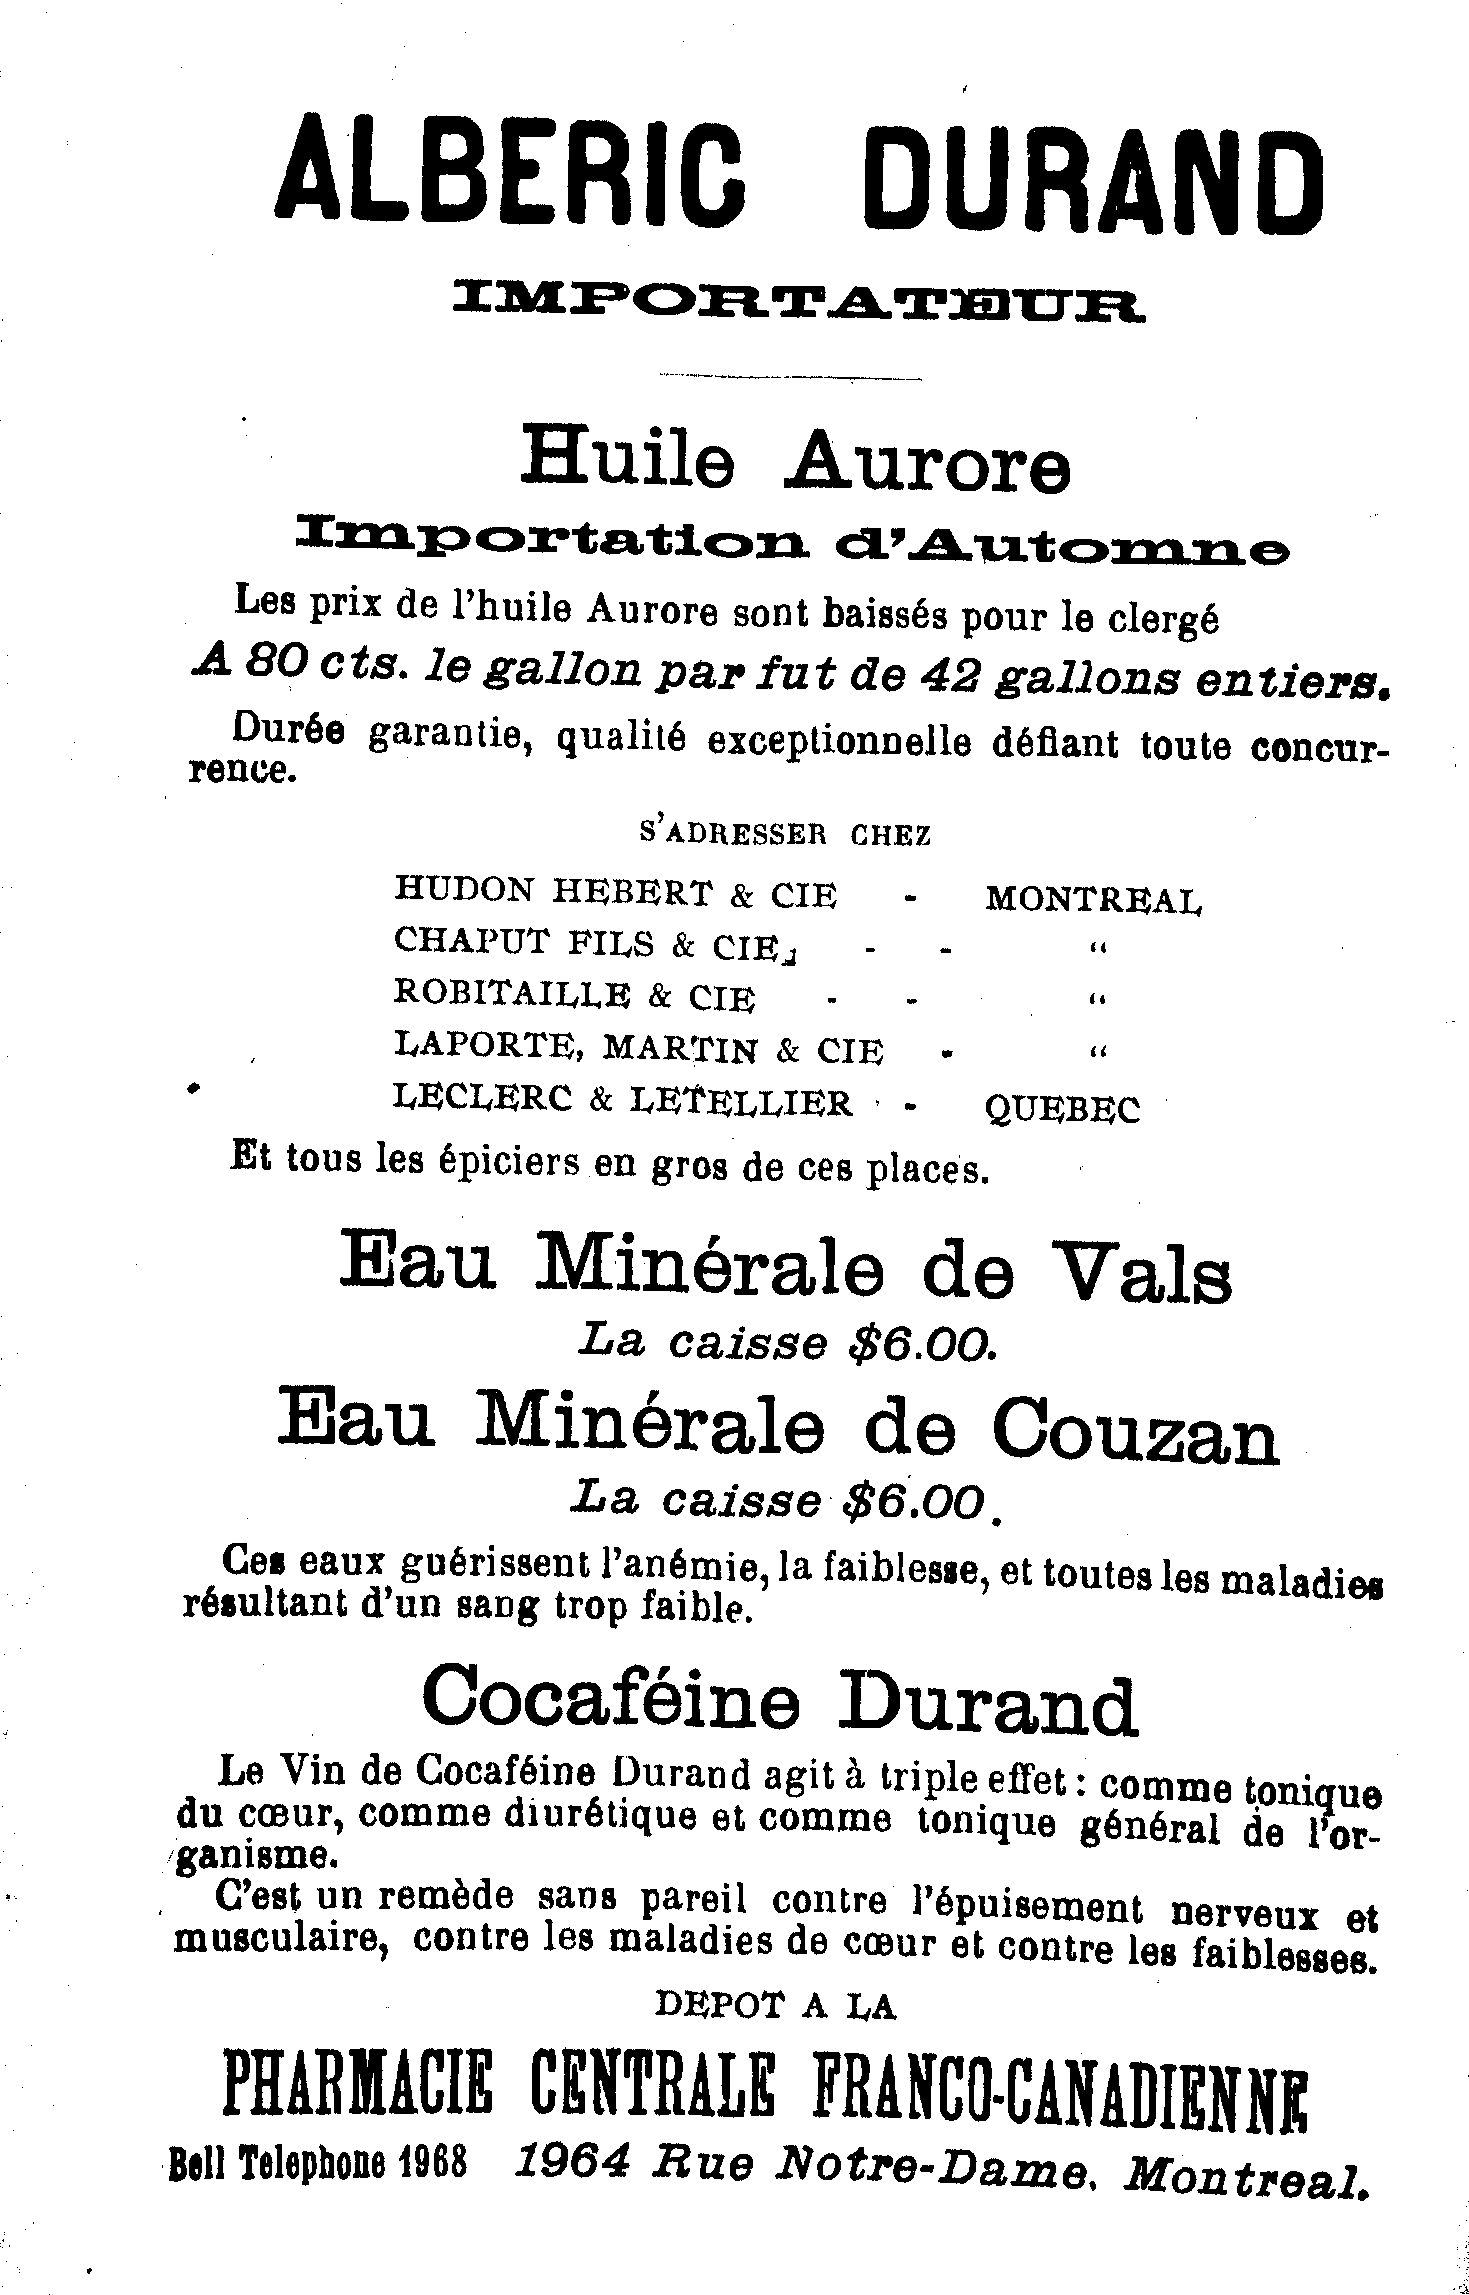 ALBERIC DURAND
IMPORTATEUR
Huile Aurore
Importation d'Automne
Les prix de l'huile Aurore sont baissés pour le clergé
A 80 cts. le gallon par fut de 42 gallons entiers.
Durée garantie, qualité exceptionnelle défiant toute concur-
rence.
S'ADRESSER CHEZ
HUDON HEBERT & CIE - MONTREAL
CHAPUT FILS & CIE - - "
ROBITAILLE & CIE - - "
LAPORTE, MARTIN & CIE - "
LECLERC & LETELLIER - QUEBEC
Et tous les épiciers en gros de ces places.
Eau Minérale de Vals
La caisse $6.00.
Eau Minérale de Couzan
La caisse $6.00.
Ces eaux guérissent l'anémie, la faiblesse, et toutes les maladies
résultant d'un sang trop faible.
Cocaféine Durand
Le Vin de Cocaféine Durand agit à triple effet : comme tonique
du cœur, comme diurétique et comme tonique général de l'or-
ganisme.
C'est un remède sans pareil contre l'épuisement nerveux et
musculaire, contre les maladies de cœur et contre les faiblesses.
DEPOT A LA
PHARMACIE CENTRALE FRANCO-CANADIENNE
Bell Telephone 1968 1964 Rue Notre-Dame. Montreal.